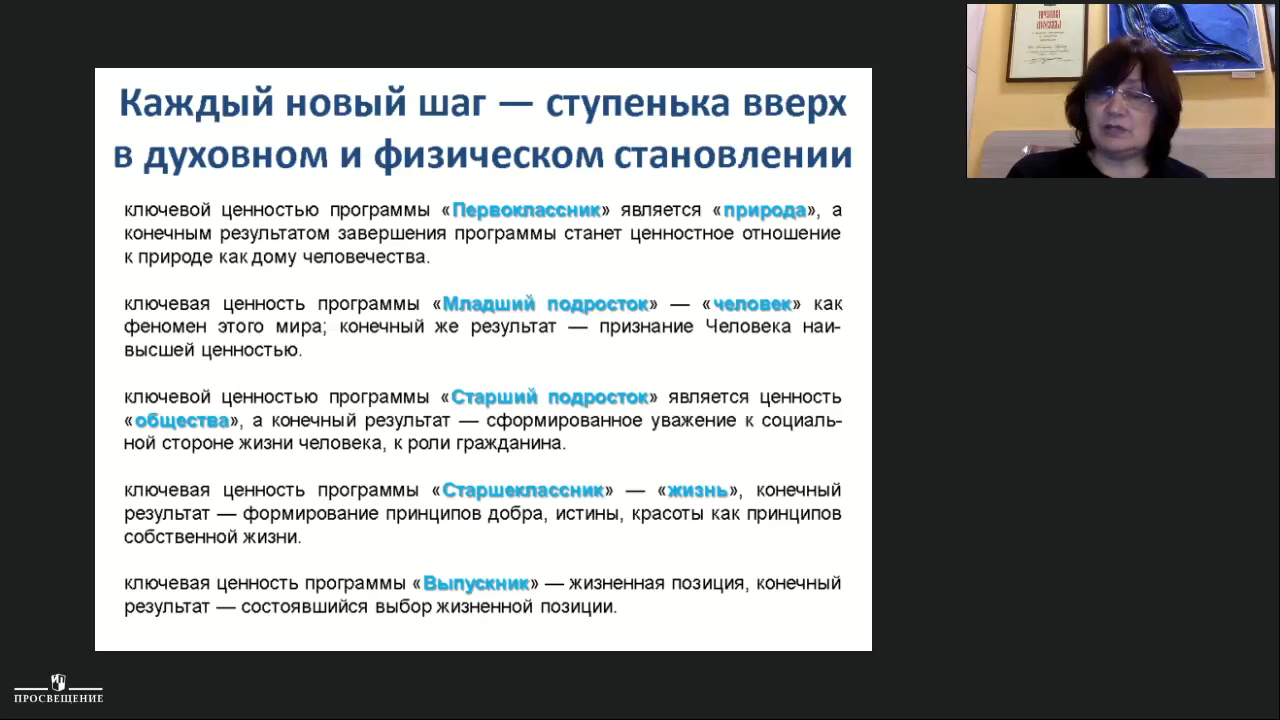 Каждый новый шаг — ступенька вверх
в духовном и физическом становлении
ключевой ценностью программы «Первоклассник» является «природа», а
конечным результатом завершения программы станет ценностное отношение
к природе как дому человечества.
ключевая ценность программы «Младший подросток» — «человек» как
феномен этого мира; конечный же результат — признание Человека наи-
высшей ценностью.
ключевой ценностью программы «Старший подросток» является ценность
«общества», а конечный результат — сформированное уважение к социаль-
ной стороне жизни человека, к роли гражданина.
ключевая ценность программы «Старшеклассник» — «жизнь», конечный
результат — формирование принципов добра, истины, красоты как принципов
собственной жизни.
ключевая ценность программы «Выпускник» — жизненная позиция, конечный
результат — состоявшийся выбор жизненной позиции.
ПРОСВЕЩЕНИЕ